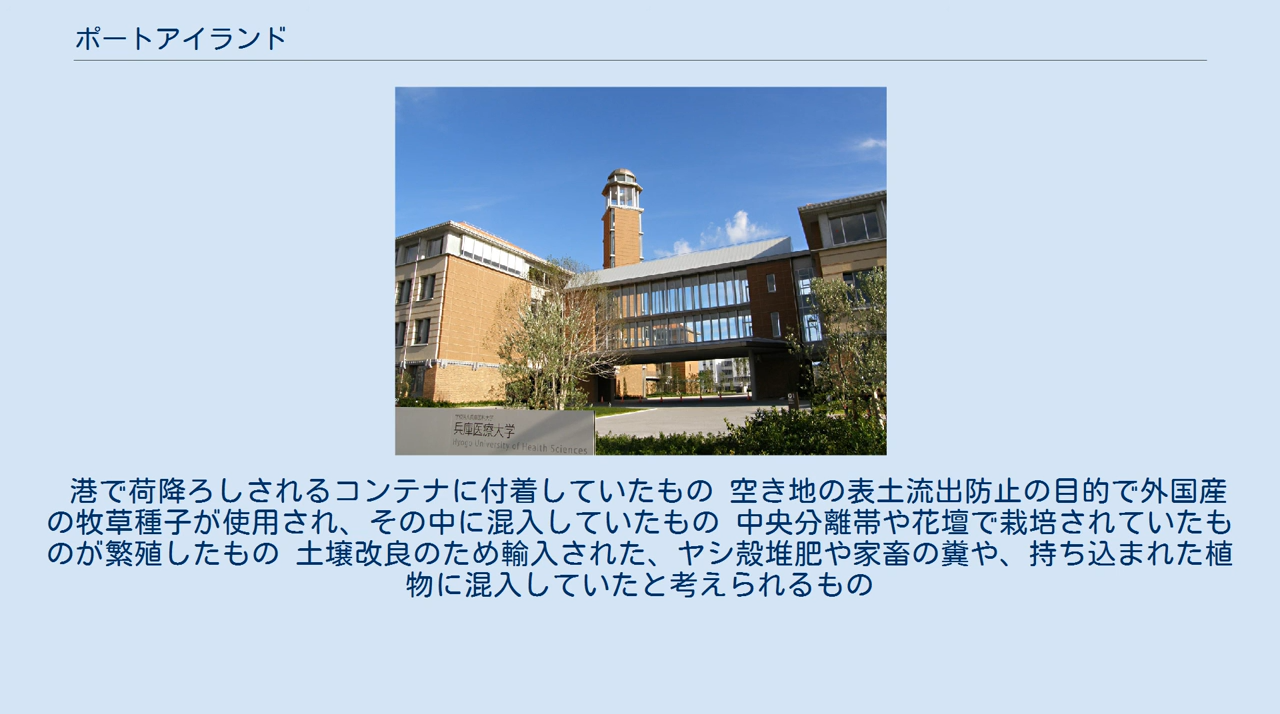 ポートアイランド
兵庫医療大学
Hyogo University of Health Sciences
港で荷降ろしされるコンテナに付着していたもの 空き地の表土流出防止の目的で外国産
の牧草種子が使用され、その中に混入していたもの 中央分離帯や花壇で栽培されていたも
のが繁殖したもの 土壌改良のため輸入された、ヤシ殻堆肥や家畜の糞や、持ち込まれた植
物に混入していたと考えられるもの